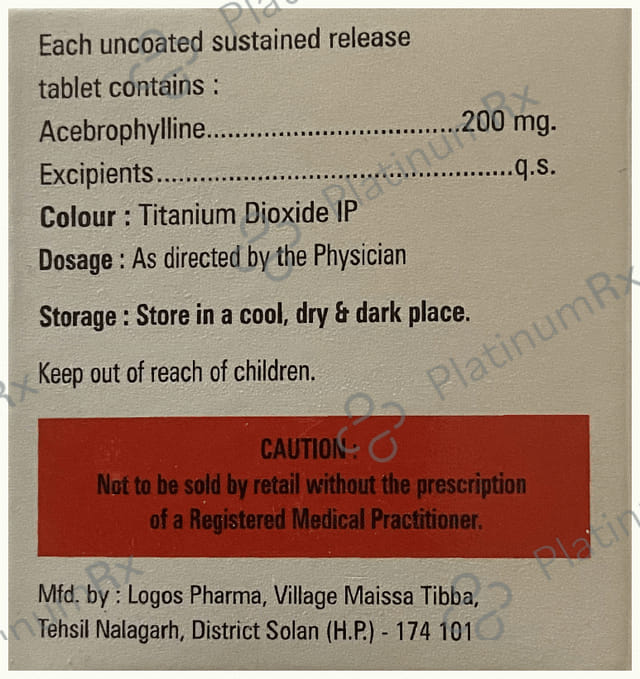 Each uncoated sustained release
tablet contains :
Acebrophylline....................................200 mg.
Excipients..................................................q.s.
Colour : Titanium Dioxide IP
Dosage : As directed by the Physician
Storage : Store in a cool, dry & dark place.
Keep out of reach of children.
CAUTION :
Not to be sold by retail without the prescription
of a Registered Medical Practitioner.
Mfd. by : Logos Pharma, Village Maissa Tibba,
Tehsil Nalagarh, District Solan (H.P.) - 174 101
PlatinumRx
PlatinumRx